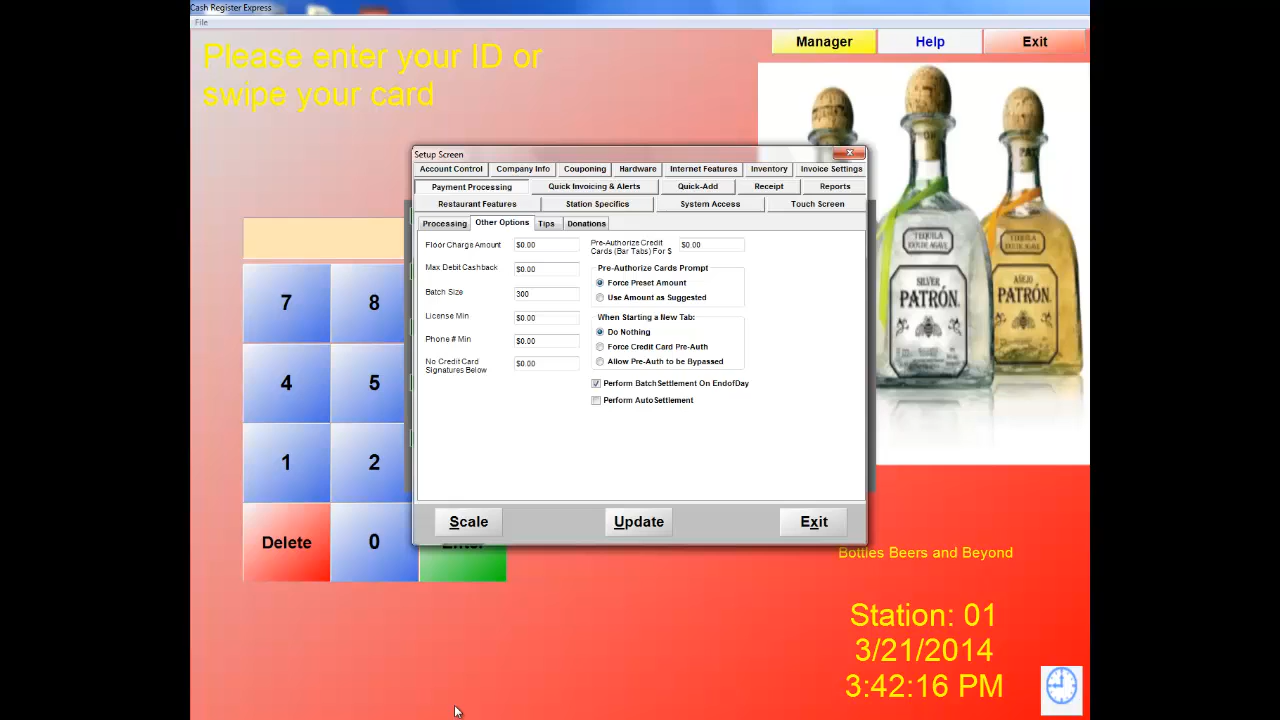 Cash Register Express
File
Please enter your ID or
swipe your card
Manager
Help
Exit
Setup Screen
Account Control
Company Info
Couponing
Hardware
Internet Features
Inventory
Invoice Settings
Payment Processing
Quick Invoicing & Alerts
Quick-Add
Receipt
Reports
Restaurant Features
Station Specifics
System Access
Touch Screen
Processing
Other Options
Tips
Donations
Floor Charge Amount $0.00
Max Debit Cashback $0.00
Batch Size 300
License Min $0.00
Phone # Min $0.00
No Credit Card
Signatures Below $0.00
Pre-Authorize Credit
Cards (Bar Tabs) For $ $0.00
Pre-Authorize Cards Prompt
Force Preset Amount
Use Amount as Suggested
When Starting a New Tab:
Do Nothing
Force Credit Card Pre-Auth
Allow Pre-Auth to be Bypassed
Perform Batch Settlement On EndofDay
Perform AutoSettlement
Scale
Update
Exit
7
8
4
5
1
2
Delete
0
TEQUILA
SILVER
PATRÓN
TEQUILA
AÑEJO
PATRÓN
Bottles Beers and Beyond
Station: 01
3/21/2014
3:42:16 PM